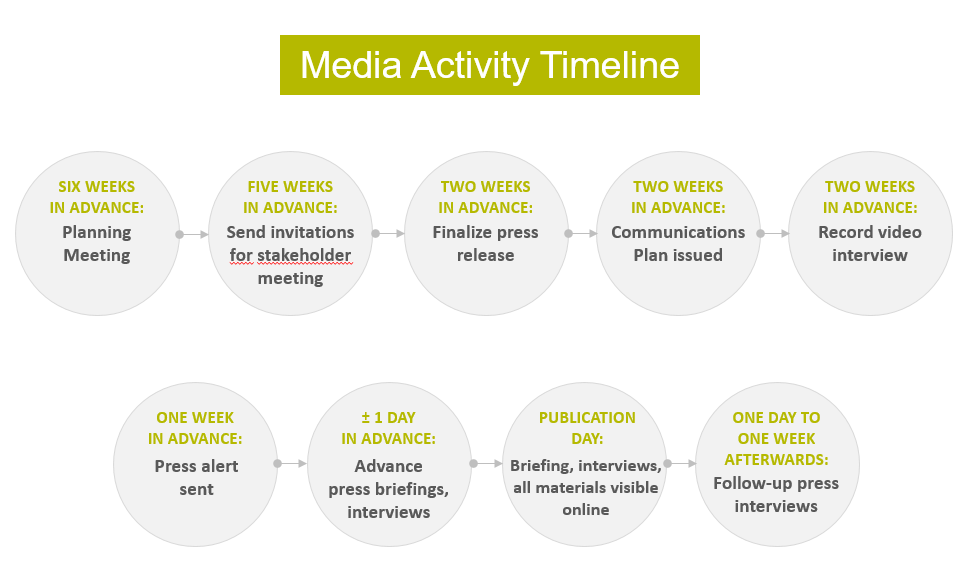 Media Activity Timeline
SIX WEEKS
IN ADVANCE:
Planning
Meeting
FIVE WEEKS
IN ADVANCE:
Send invitations
for stakeholder
meeting
TWO WEEKS
IN ADVANCE:
Finalize press
release
TWO WEEKS
IN ADVANCE:
Communications
Plan issued
TWO WEEKS
IN ADVANCE:
Record video
interview
ONE WEEK
IN ADVANCE:
Press alert
sent
± 1 DAY
IN ADVANCE:
Advance
press briefings,
interviews
PUBLICATION
DAY:
Briefing, interviews,
all materials visible
online
ONE DAY TO
ONE WEEK
AFTERWARDS:
Follow-up press
interviews